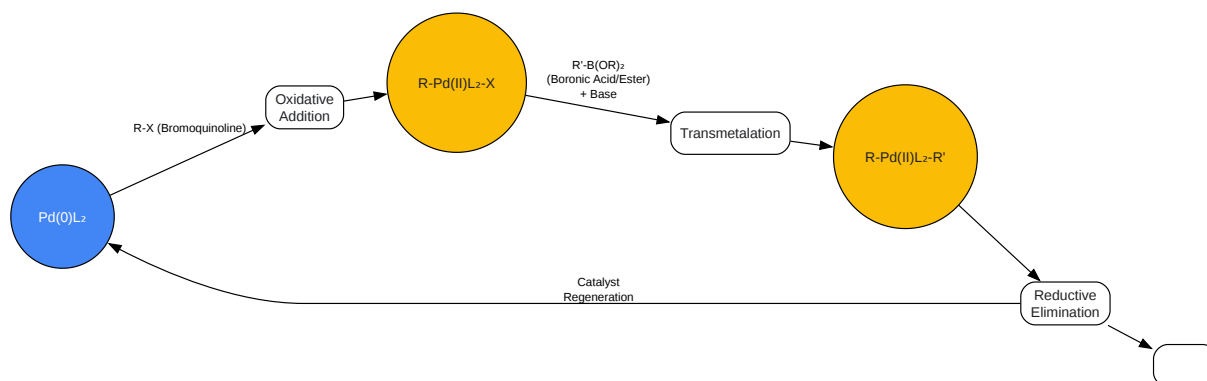 R-X (Bromoquinoline)
Oxidative
Addition
R-Pd(II)L₂-X
R'-B(OR)₂
(Boronic Acid/Ester)
+ Base
Transmetalation
R-Pd(II)L₂-R'
Pd(0)L₂
Catalyst
Regeneration
Reductive
Elimination